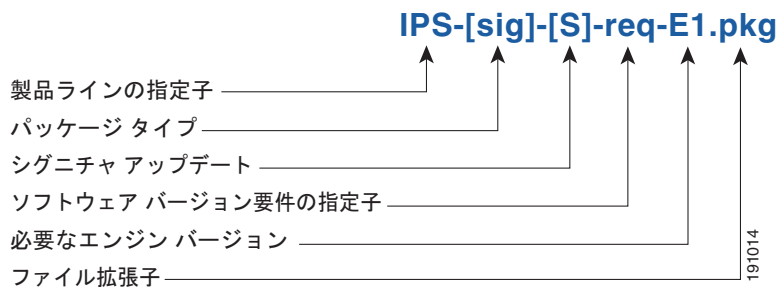 IPS-[sig]-[S]-req-E1.pkg
製品ラインの指定子
パッケージ タイプ
シグニチャ アップデート
ソフトウェア バージョン要件の指定子
必要なエンジン バージョン
ファイル拡張子
191014